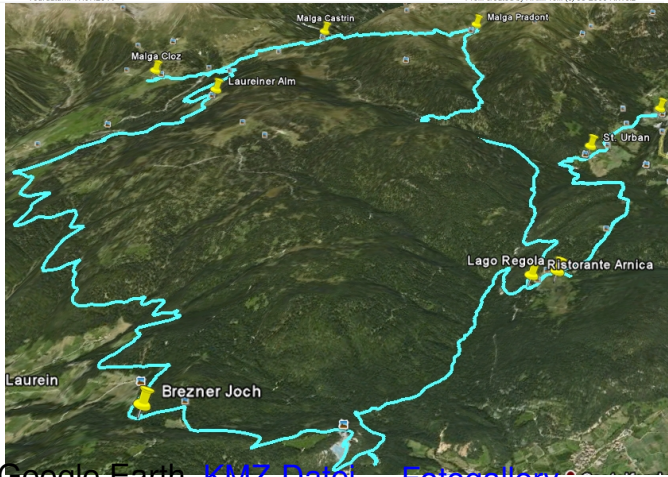 Malga Castrin
Malga Pradont
Malga Cloz
Laureiner Alm
St. Urban
Lago Regola Ristorante Arnica
Laurein
Brezner Joch
Google Earth KMZ Datei Fotogallery